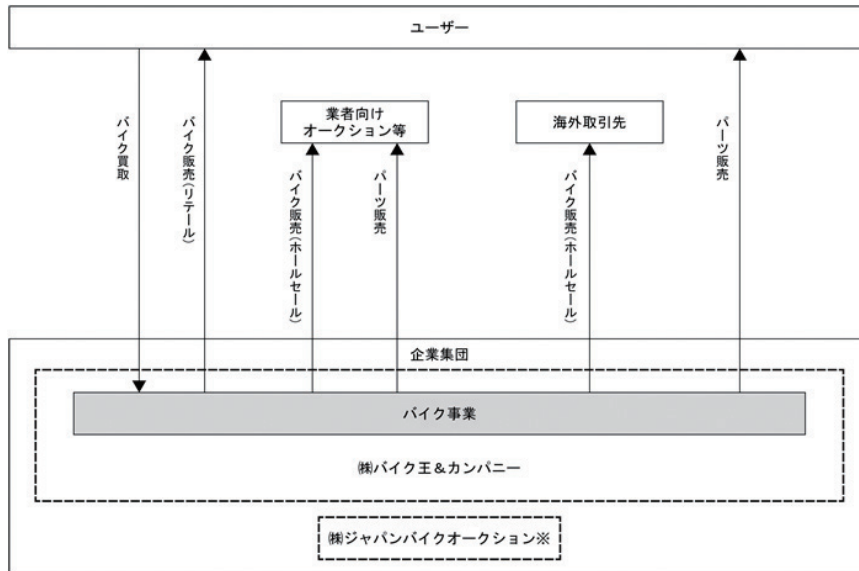 ユーザー
業者向け
オークション等
海外取引先
バイク買取
バイク販売(リテール)
バイク販売(ホールセール)
パーツ販売
バイク販売(ホールセール)
パーツ販売
企業集団
バイク事業
㈱バイク王&カンパニー
㈱ジャパンバイクオークション※